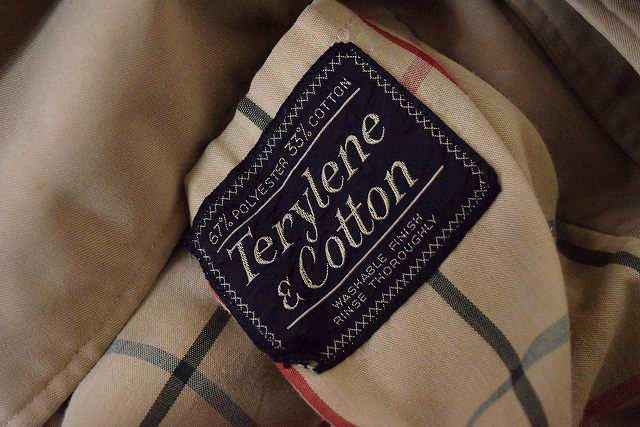 67% POLYESTER 33% COTTON
Terylene
& Cotton
WASHABLE FINISH
RINSE THOROUGHLY